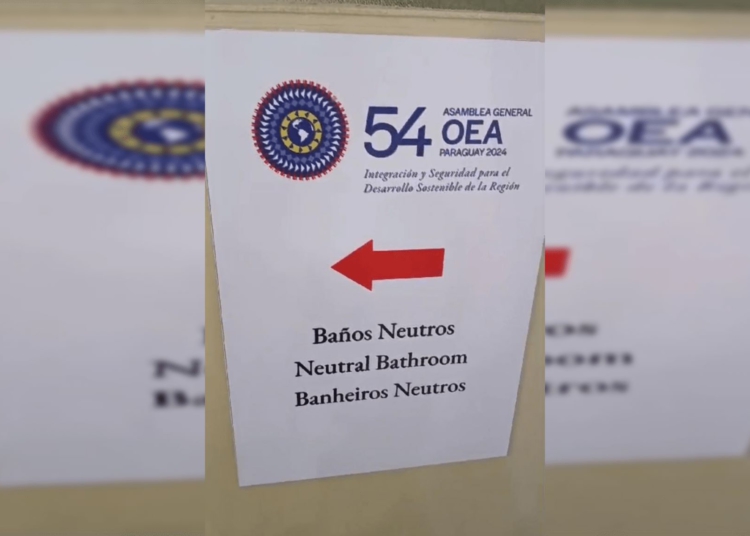 54
ASAMBLEA GENERAL
OEA
PARAGUAY 2024
Integración y Seguridad para el
Desarrollo Sostenible de la Región
Baños Neutros
Neutral Bathroom
Banheiros Neutros